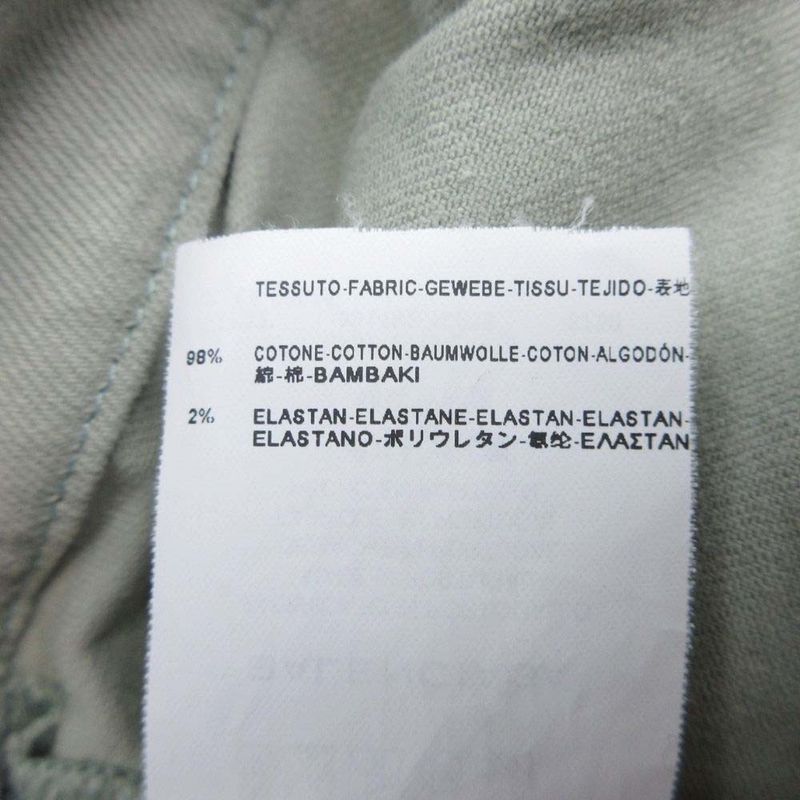 TESSUTO-FABRIC-GEWEBE-TISSU-TEJIDO-表地
98% COTONE-COTTON-BAUMWOLLE-COTON-ALGODÓN-
綿-棉-BAMBAKI
2% ELASTAN-ELASTANE-ELASTAN-ELASTAN-
ELASTANO-ポリウレタン-氨纶-ΕΛΑΣΤΑΝ